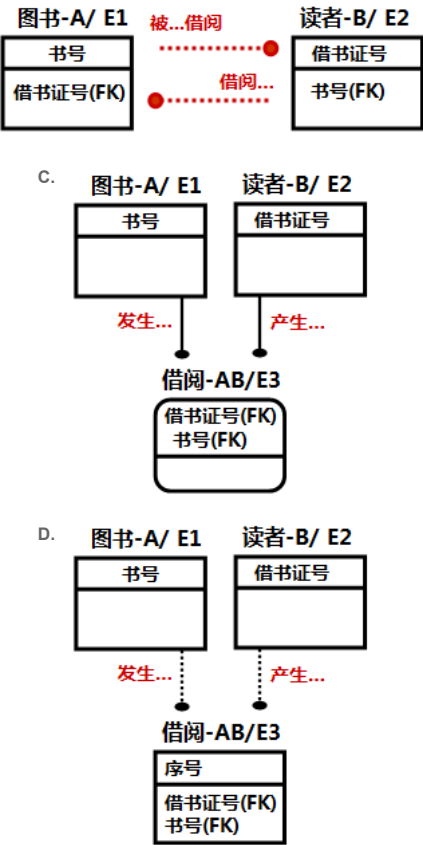 图书-A/ E1 读者-B/ E2
被...借阅
书号 借书证号
借阅...
借书证号(FK) 书号(FK)
C.
图书-A/ E1 读者-B/ E2
书号 借书证号
发生... 产生...
借阅-AB/E3
借书证号(FK)
书号(FK)
D.
图书-A/ E1 读者-B/ E2
书号 借书证号
发生... 产生...
借阅-AB/E3
序号
借书证号(FK)
书号(FK)